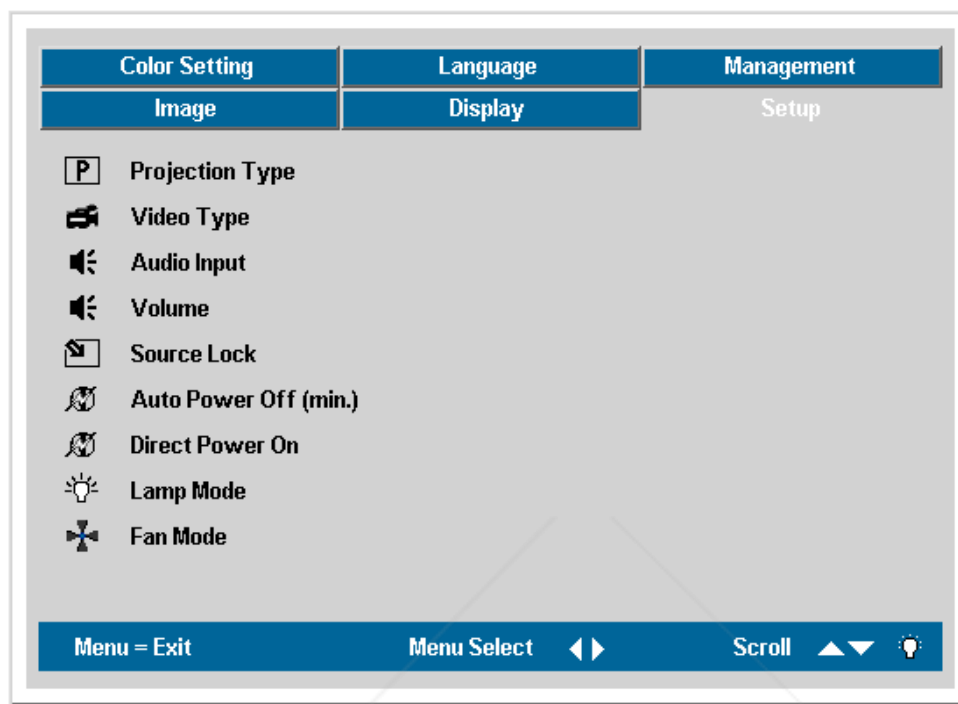 Color Setting Language Management
Image Display Setup
P Projection Type
Video Type
Audio Input
Volume
Source Lock
Auto Power Off (min.)
Direct Power On
Lamp Mode
Fan Mode
Menu = Exit Menu Select Scroll